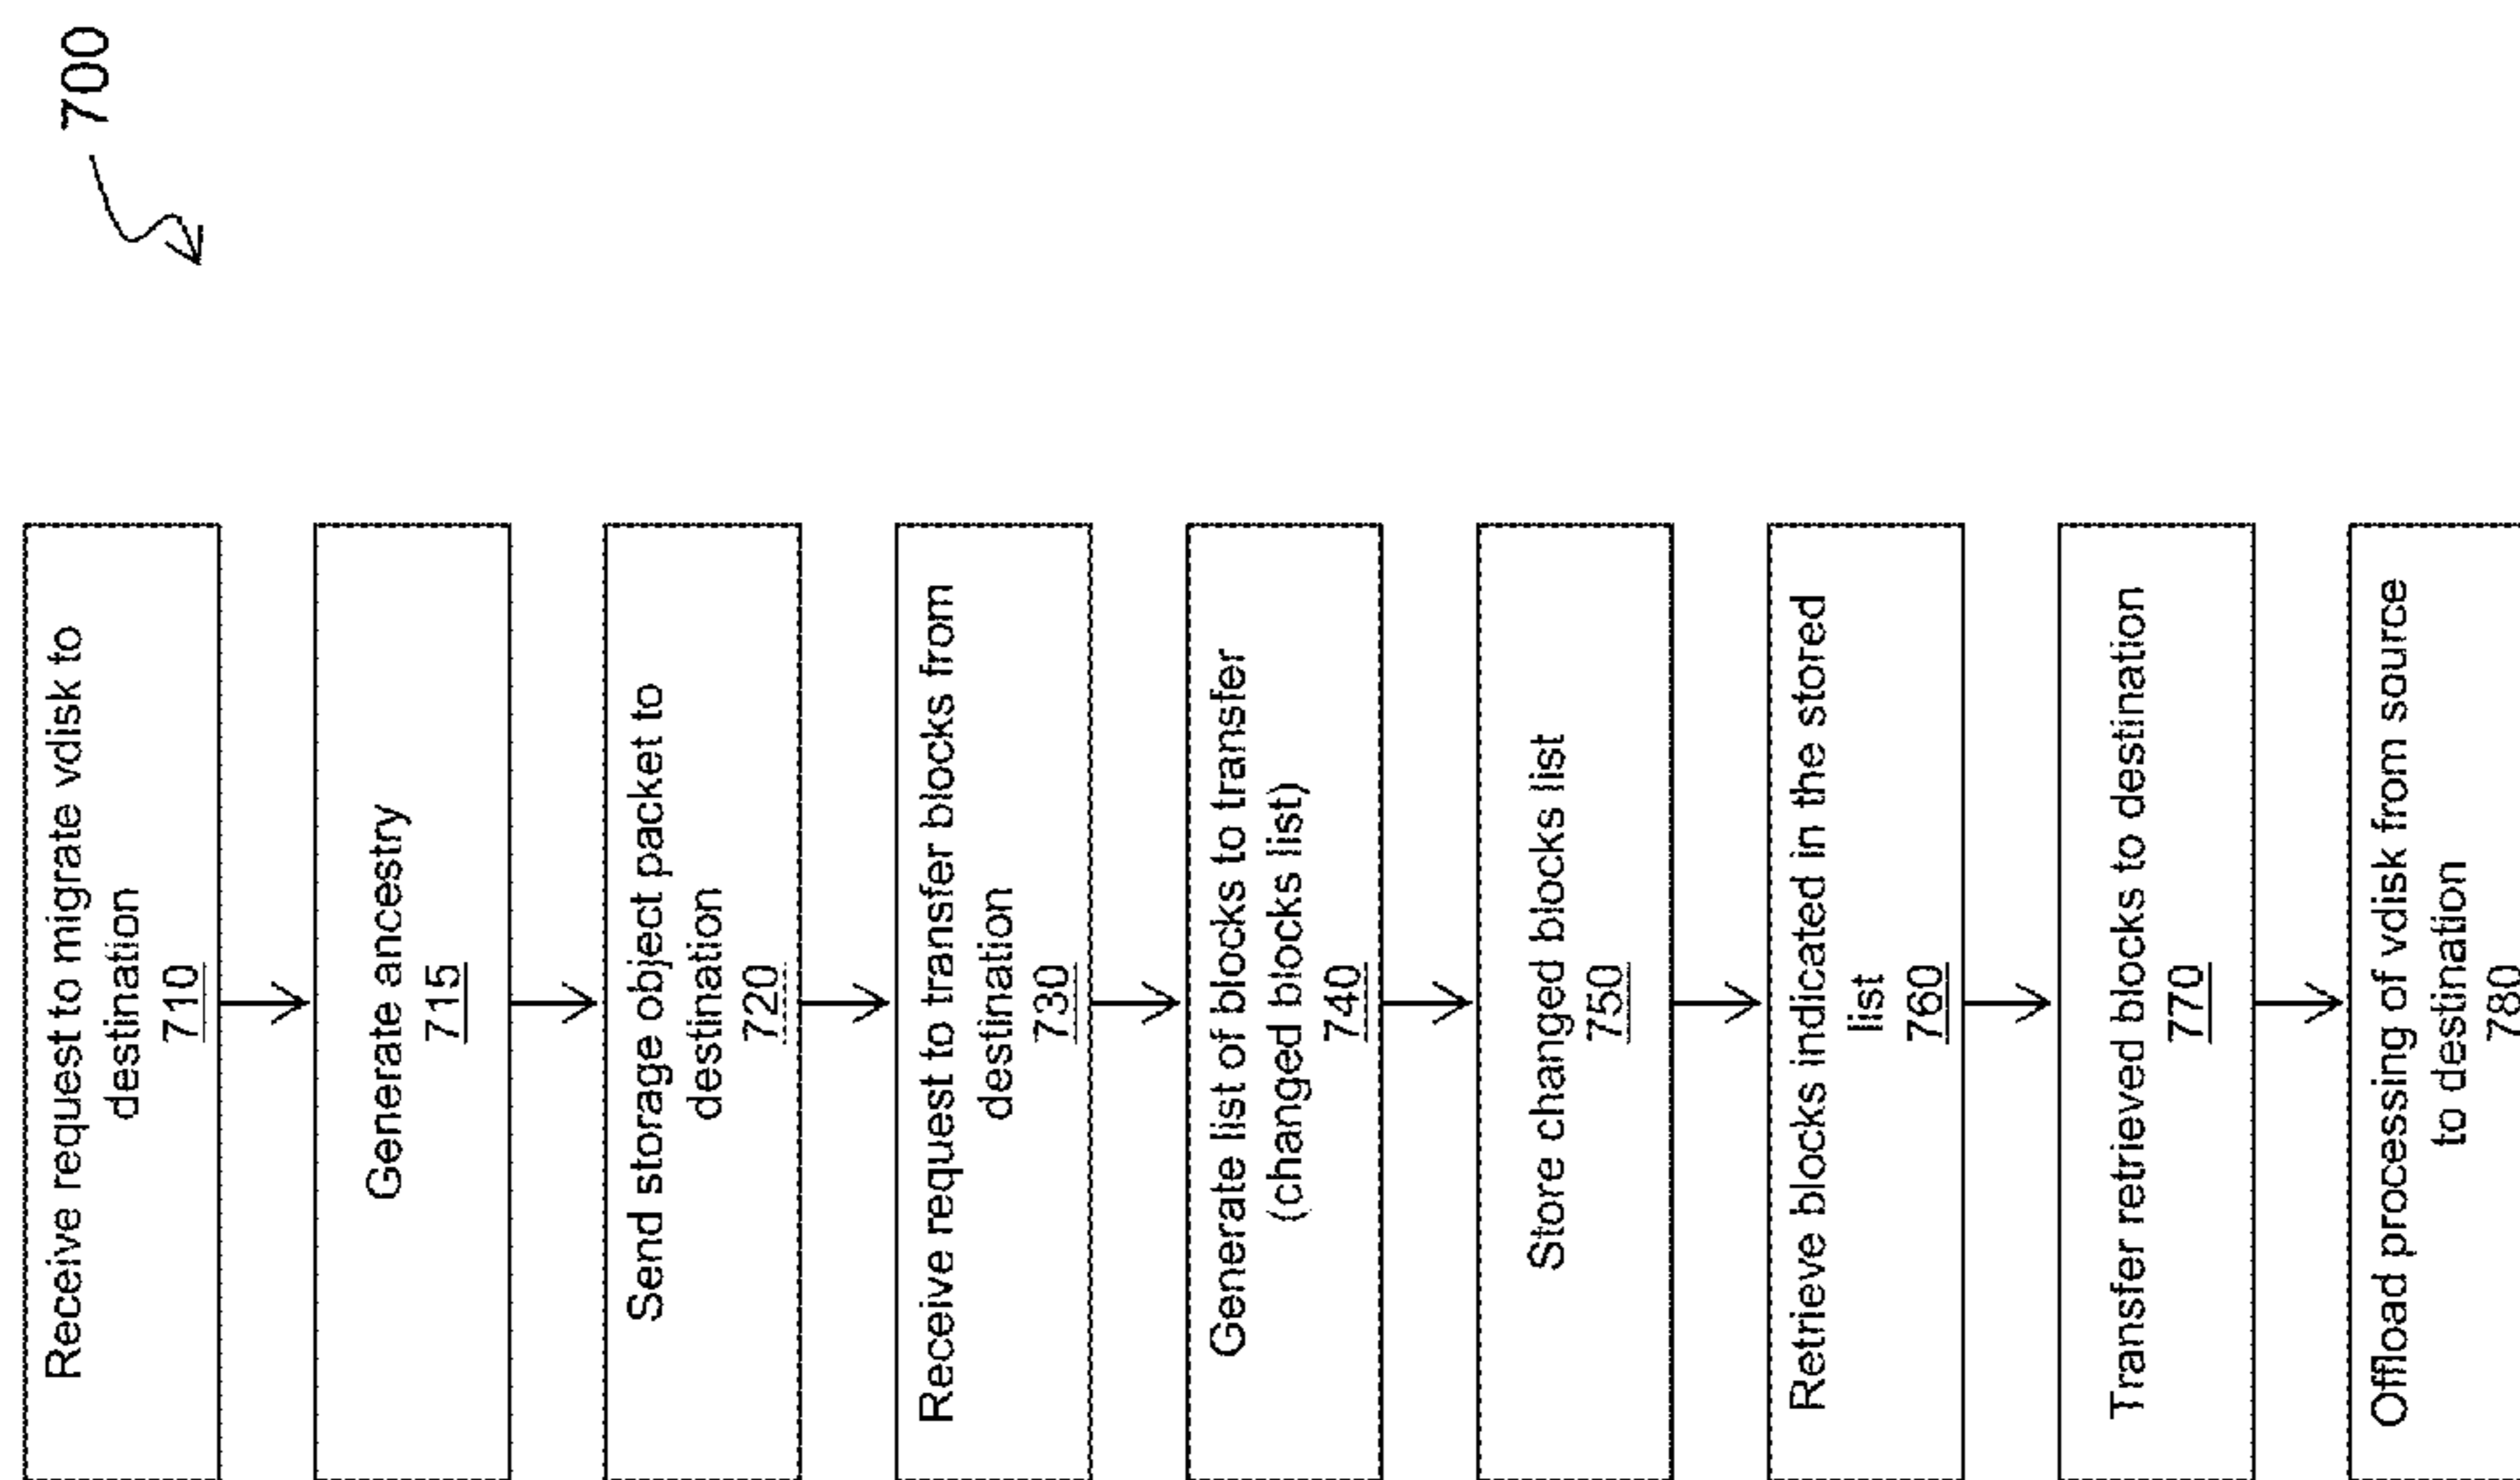 700
Receive request to migrate vdisk to
destination
710
Generate ancestry
715
Send storage object packet to
destination
720
Receive request to transfer blocks from
destination
730
Generate list of blocks to transfer
(changed blocks list)
740
Store changed blocks list
750
Retrieve blocks indicated in the stored
list
760
Transfer retrieved blocks to destination
770
Offload processing of vdisk from source
to destination
780